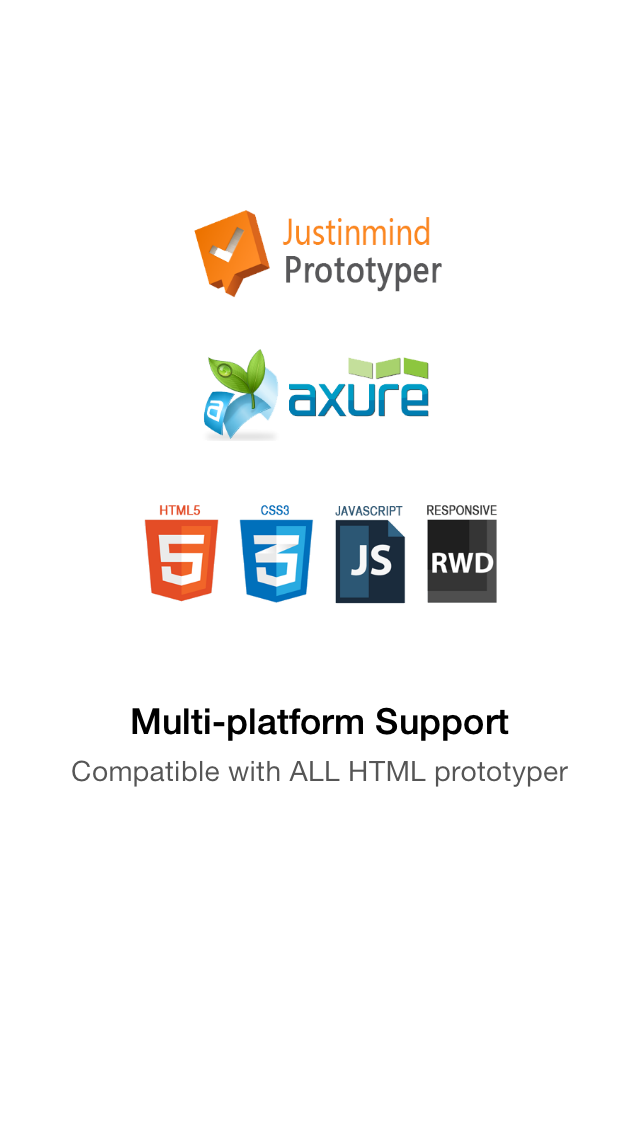 Justinmind
Prototyper
a
axure
HTML5 CSS3 JAVASCRIPT RESPONSIVE
5 3 JS RWD
Multi-platform Support
Compatible with ALL HTML prototyper